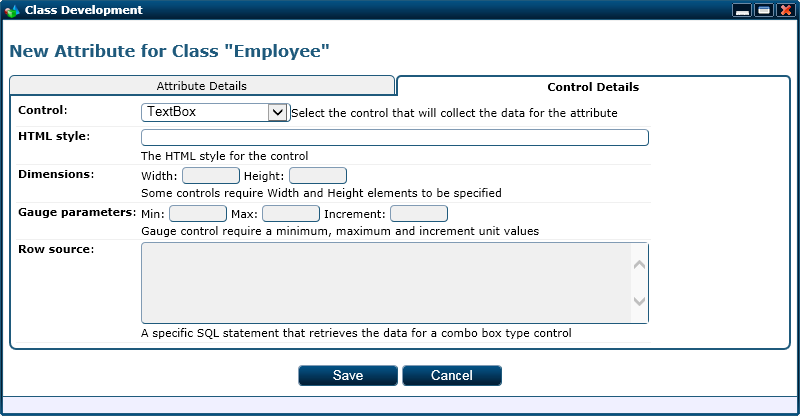 Class Development
New Attribute for Class "Employee"
Attribute Details
Control Details
Control: TextBox Select the control that will collect the data for the attribute
HTML style:
The HTML style for the control
Dimensions: Width: Height:
Some controls require Width and Height elements to be specified
Gauge parameters: Min: Max: Increment:
Gauge control require a minimum, maximum and increment unit values
Row source:
A specific SQL statement that retrieves the data for a combo box type control
Save Cancel